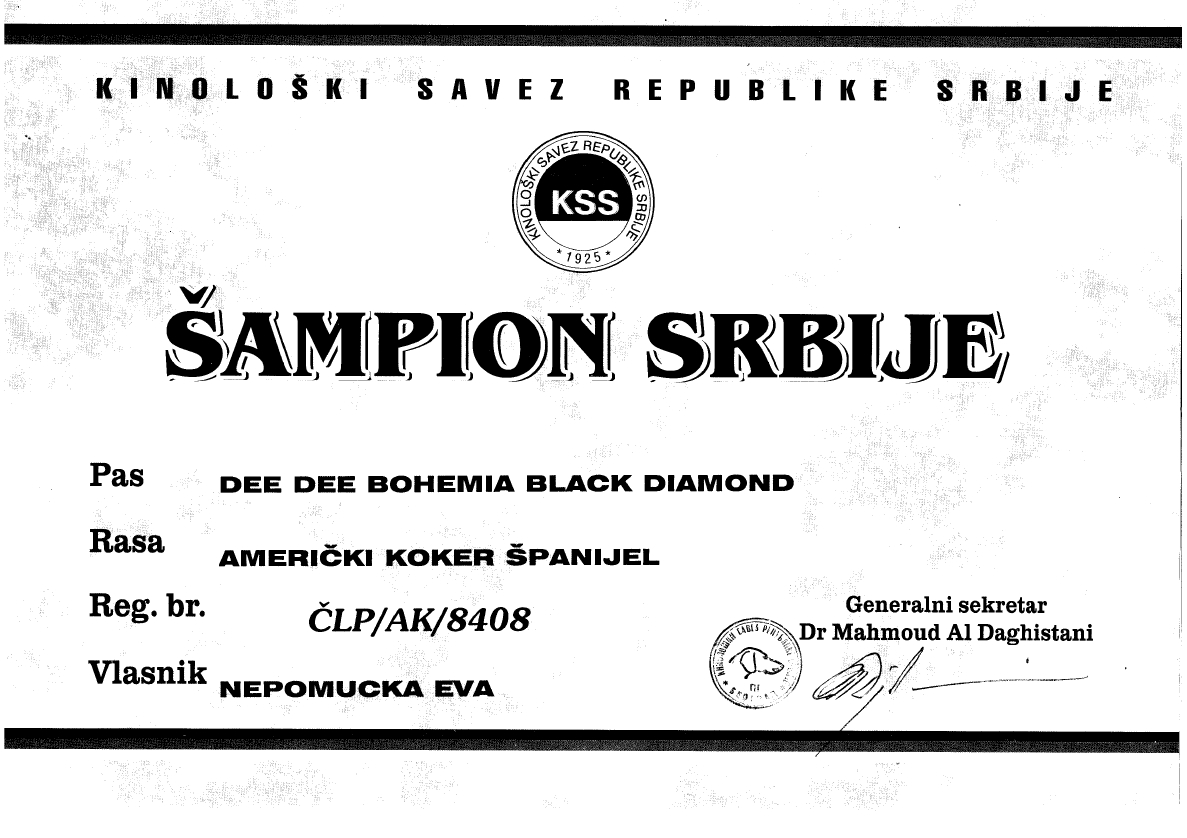 KINOLOŠKI SAVEZ REPUBLIKE SRBIJE
KINOLOŠKI SAVEZ REPUBLIKE SRBIJE
KSS
* 1925 *
ŠAMPION SRBIJE
Pas DEE DEE BOHEMIA BLACK DIAMOND
Rasa AMERIČKI KOKER ŠPANIJEL
Reg. br. ČLP/AK/8408
Vlasnik NEPOMUCKA EVA
Generalni sekretar
Dr Mahmoud Al Daghistani